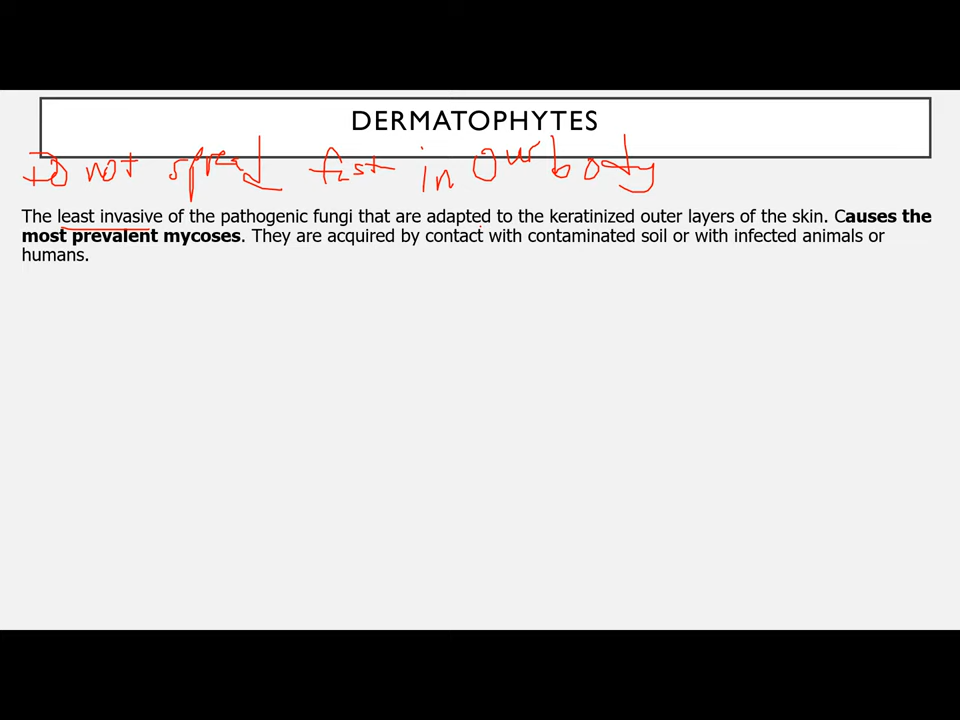 DERMATOPHYTES
Do not spread fast in our body
The least invasive of the pathogenic fungi that are adapted to the keratinized outer layers of the skin. Causes the
most prevalent mycoses. They are acquired by contact with contaminated soil or with infected animals or
humans.